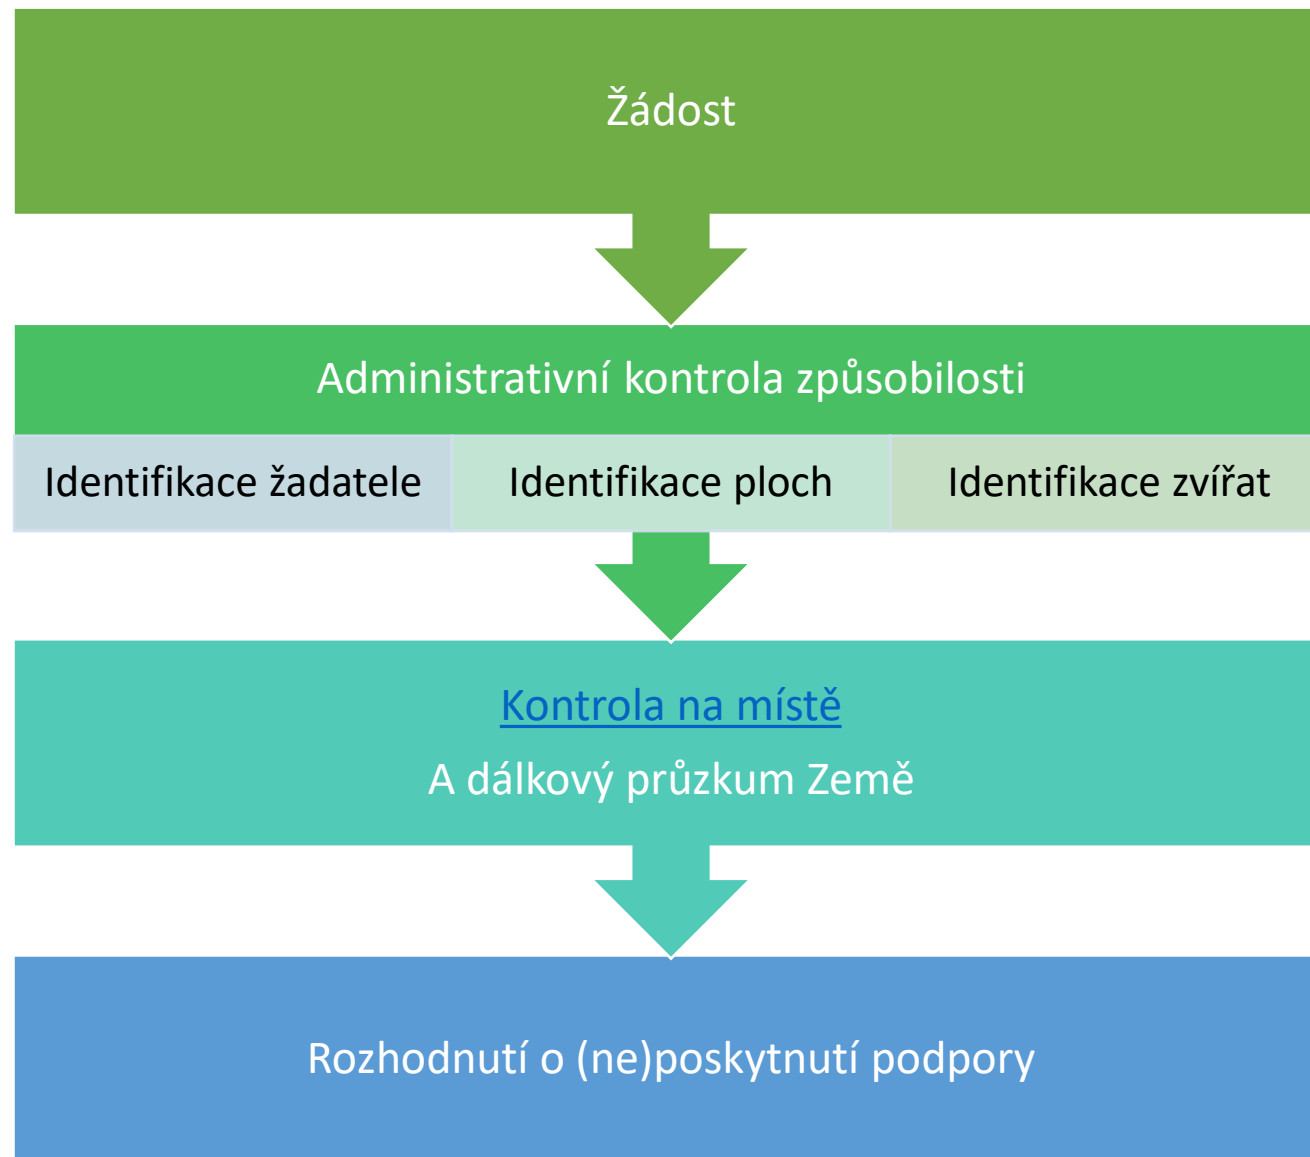 Žádost
Administrativní kontrola způsobilosti
Identifikace žadatele
Identifikace ploch
Identifikace zvířat
Kontrola na místě
A dálkový průzkum Země
Rozhodnutí o (ne)poskytnutí podpory